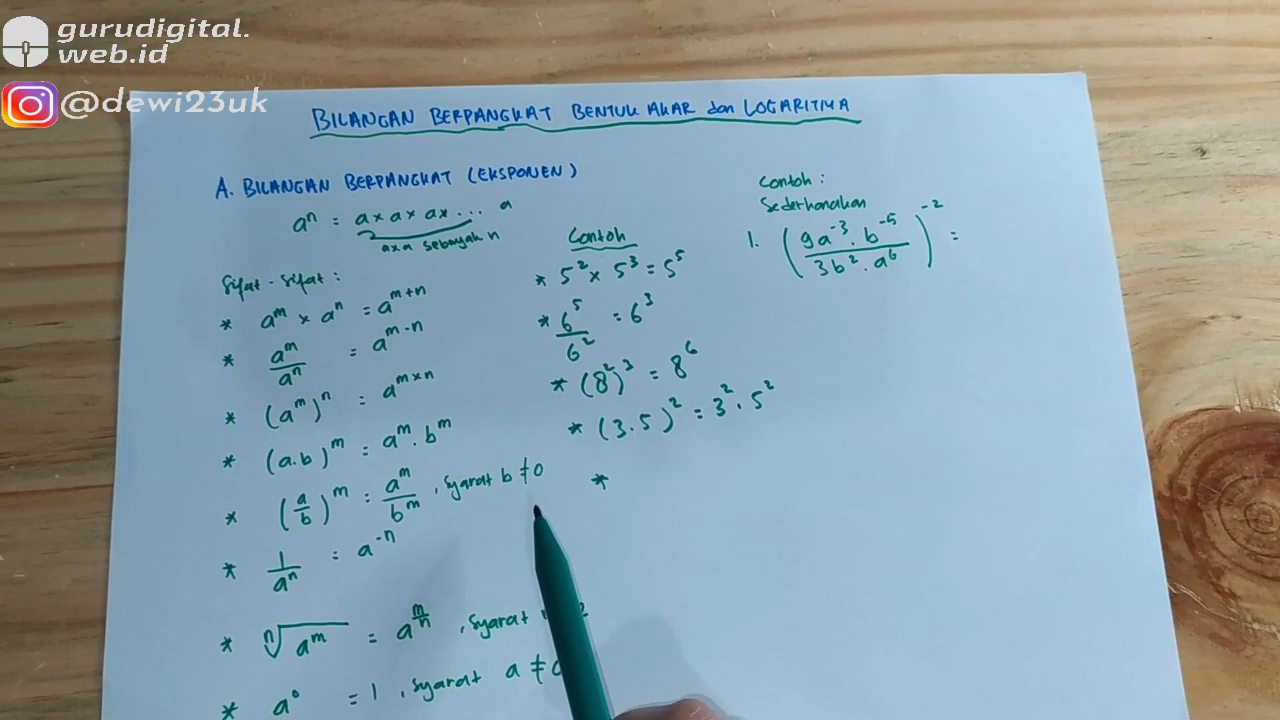 gurudigital.
web.id
@dewi23uk
BILANGAN BERPANGKAT BENTUK AKAR dan LOGARITMA
A. BILANGAN BERPANGKAT (EKSPONEN)
aⁿ = a × a × a × ... a
axa sebanyak n
Sifat - Sifat :
* aᵐ × aⁿ = aᵐ⁺ⁿ
* aᵐ/aⁿ = aᵐ⁻ⁿ
* (aᵐ)ⁿ = aᵐˣⁿ
* (a.b)ᵐ = aᵐ . bᵐ
* (a/b)ᵐ = aᵐ/bᵐ , syarat b ≠ 0
* 1/aⁿ = a⁻ⁿ
* ⁿ√aᵐ = a^(m/n) , syarat
* a⁰ = 1 , syarat a ≠ 0
Contoh
* 5² × 5³ = 5⁵
* 6⁵/6² = 6³
* (8²)³ = 8⁶
* (3.5)² = 3² . 5²
*
Contoh :
Sederhanakan
1. (9a⁻³ . b⁻⁵ / 3b² . a⁶)⁻² =